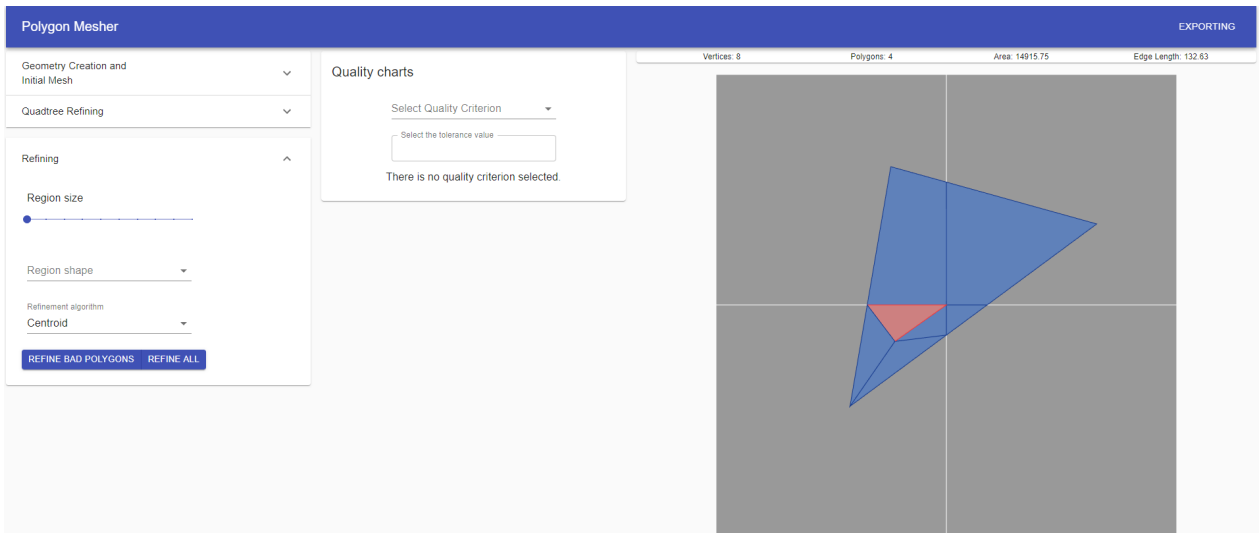 Polygon Mesher
EXPORTING
Geometry Creation and
Initial Mesh
Quadtree Refining
Refining
Region size
Region shape
Refinement algorithm
Centroid
REFINE BAD POLYGONS
REFINE ALL
Quality charts
Select Quality Criterion
Select the tolerance value
There is no quality criterion selected.
Vertices: 8
Polygons: 4
Area: 14915.75
Edge Length: 132.63